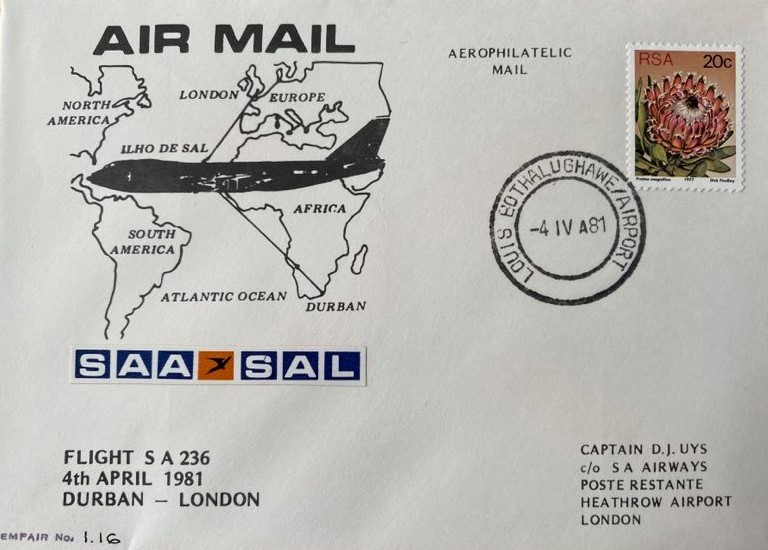 AIR MAIL
AEROPHILATELIC
MAIL
RSA 20c
Protea magnifica 1977 Dick Findlay
NORTH
AMERICA
LONDON
EUROPE
ILHO DE SAL
AFRICA
SOUTH
AMERICA
ATLANTIC OCEAN
DURBAN
LOUIS BOTHALUGHAWE/AIRPORT
-4 IV A81
SAA SAL
FLIGHT S A 236
4th APRIL 1981
DURBAN – LONDON
CAPTAIN D.J. UYS
c/o S A AIRWAYS
POSTE RESTANTE
HEATHROW AIRPORT
LONDON
EMPAIR No. 1.16